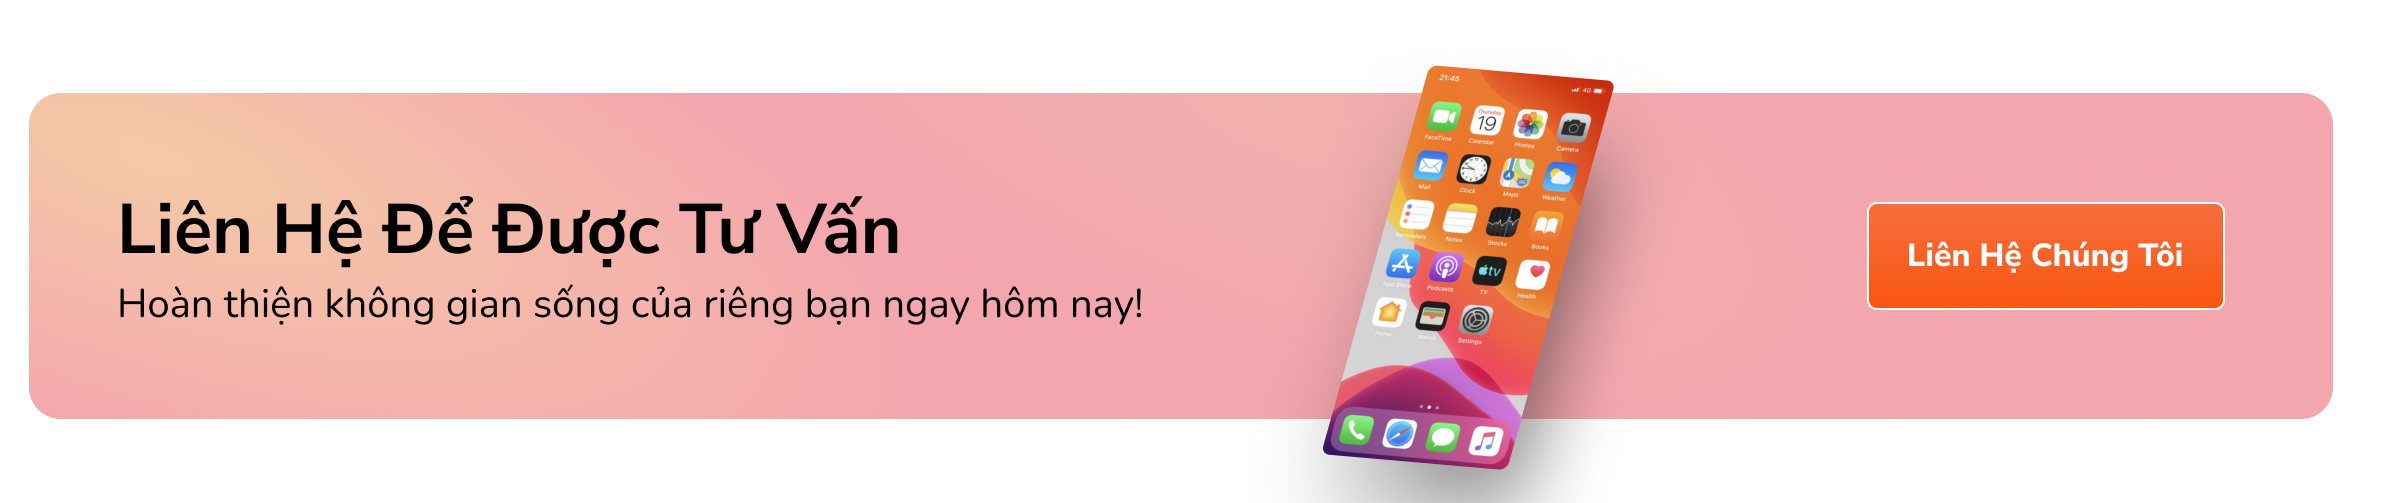 Liên Hệ Để Được Tư Vấn
Hoàn thiện không gian sống của riêng bạn ngay hôm nay!
21:45
4G
FaceTime
Thursday
19
Calendar
Photos
Camera
Mail
Clock
Maps
Weather
Reminders
Notes
Stocks
Books
App Store
Podcasts
tv
TV
Health
Home
Wallet
Settings
Liên Hệ Chúng Tôi